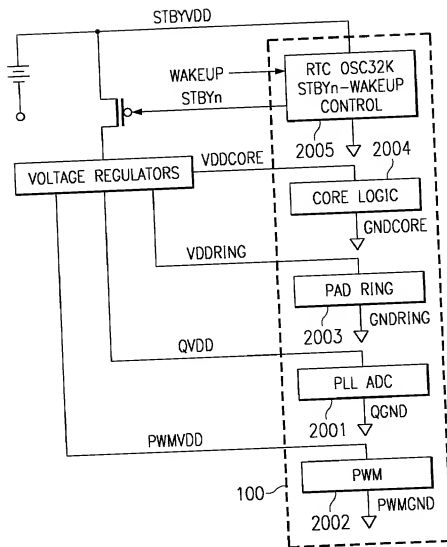 STBYVDD
WAKEUP
STBYn
RTC OSC32K
STBYn-WAKEUP
CONTROL
2005
2004
VOLTAGE REGULATORS
VDDCORE
CORE LOGIC
GNDCORE
VDDRING
PAD RING
2003
GNDRING
QVDD
PLL ADC
2001
QGND
PWMVDD
PWM
100
2002
PWMGND